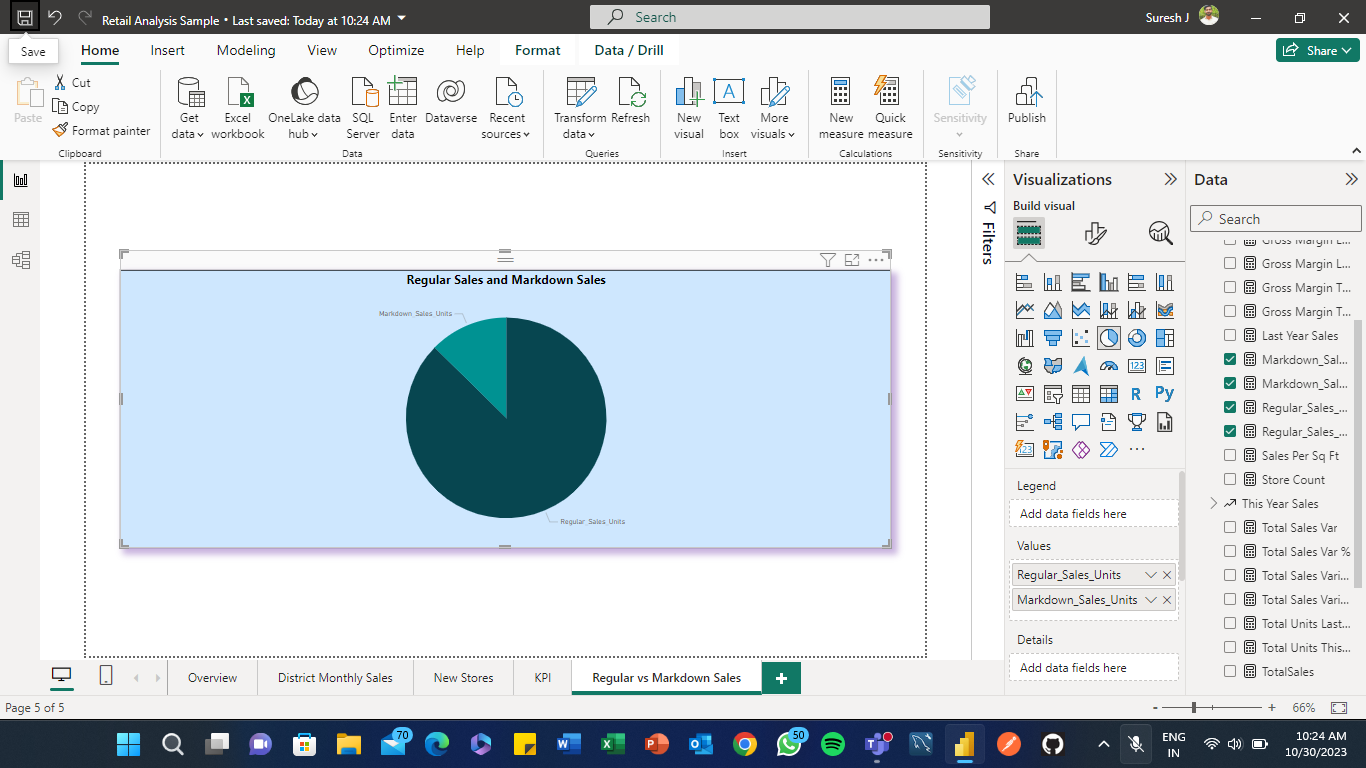 Retail Analysis Sample • Last saved: Today at 10:24 AM
Search
Suresh J
Save
Home
Insert
Modeling
View
Optimize
Help
Format
Data / Drill
Share
Paste
Cut
Copy
Format painter
Get data
Excel workbook
OneLake data hub
SQL Server
Enter data
Dataverse
Recent sources
Transform data
Refresh
New visual
Text box
More visuals
New measure
Quick measure
Sensitivity
Publish
Clipboard
Data
Queries
Insert
Calculations
Sensitivity
Share
Regular Sales and Markdown Sales
Markdown_Sales_Units
Regular_Sales_Units
Filters
Visualizations
Build visual
123
R
Py
123
Legend
Add data fields here
Values
Regular_Sales_Units
Markdown_Sales_Units
Details
Add data fields here
Data
Search
Gross Margin L...
Gross Margin L...
Gross Margin T...
Gross Margin T...
Last Year Sales
Markdown_Sal...
Markdown_Sal...
Regular_Sales_...
Regular_Sales_...
Sales Per Sq Ft
Store Count
This Year Sales
Total Sales Var
Total Sales Var %
Total Sales Vari...
Total Sales Vari...
Total Units Last...
Total Units This...
TotalSales
Overview
District Monthly Sales
New Stores
KPI
Regular vs Markdown Sales
+
Page 5 of 5
- + 66%
70
50
ENG
IN
10:24 AM
10/30/2023